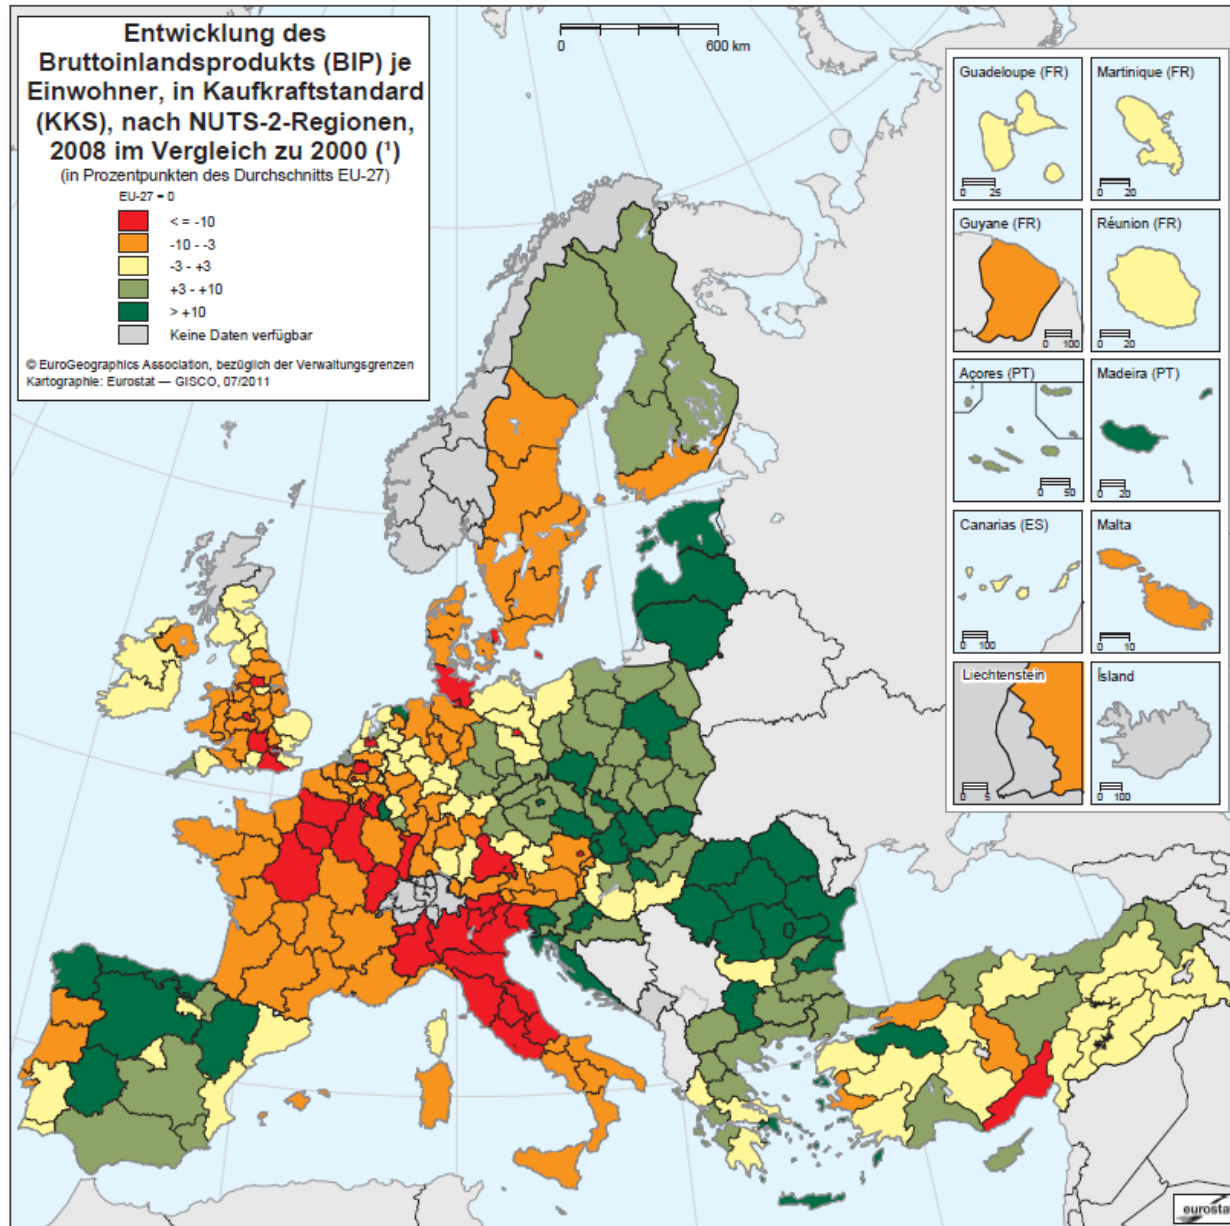 Entwicklung des
Bruttoinlandsprodukts (BIP) je
Einwohner, in Kaufkraftstandard
(KKS), nach NUTS-2-Regionen,
2008 im Vergleich zu 2000 (¹)
(in Prozentpunkten des Durchschnitts EU-27)
EU-27 = 0
< = -10
-10 - -3
-3 - +3
+3 - +10
> +10
Keine Daten verfügbar
© EuroGeographics Association, bezüglich der Verwaltungsgrenzen
Kartographie: Eurostat — GISCO, 07/2011
0 600 km
Guadeloupe (FR)
0 25
Martinique (FR)
0 20
Guyane (FR)
0 100
Réunion (FR)
0 20
Açores (PT)
0 50
Madeira (PT)
0 20
Canarias (ES)
0 100
Malta
0 10
Liechtenstein
0 5
Ísland
0 100
eurosta